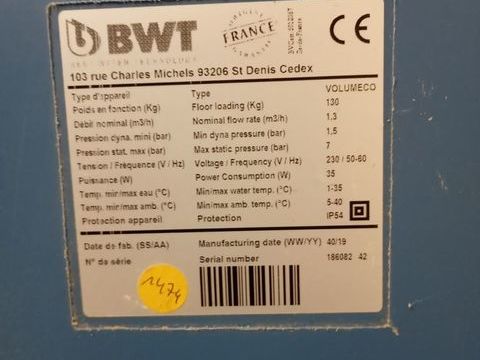 BWT
ORIGINE FRANCE GARANTIE
103 rue Charles Michels 93206 St Denis Cedex
Type d'appareil Type VOLUMECO
Poids en fonction (Kg) Floor loading (Kg) 130
Débit nominal (m3/h) Nominal flow rate (m3/h) 1,3
Pression dyna. mini (bar) Min dyna pressure (bar) 1,5
Pression stat. max (bar) Max static pressure (bar) 7
Tension / Fréquence (V / Hz) Voltage / Frequency (V / Hz) 230 / 50-60
Puissance (W) Power Consumption (W) 35
Temp. min/max eau (°C) Min/max water temp. (°C) 1-35
Temp. min/max amb. (°C) Min/max amb. temp. (°C) 5-40
Protection appareil Protection IP54
Date de fab. (SS/AA) Manufacturing date (WW/YY) 40/19
N° de série Serial number 186082 42
1474